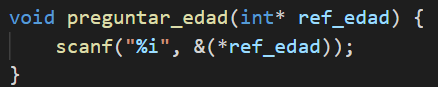 void preguntar_edad(int* ref_edad) {
    scanf("%i", &(*ref_edad));
}